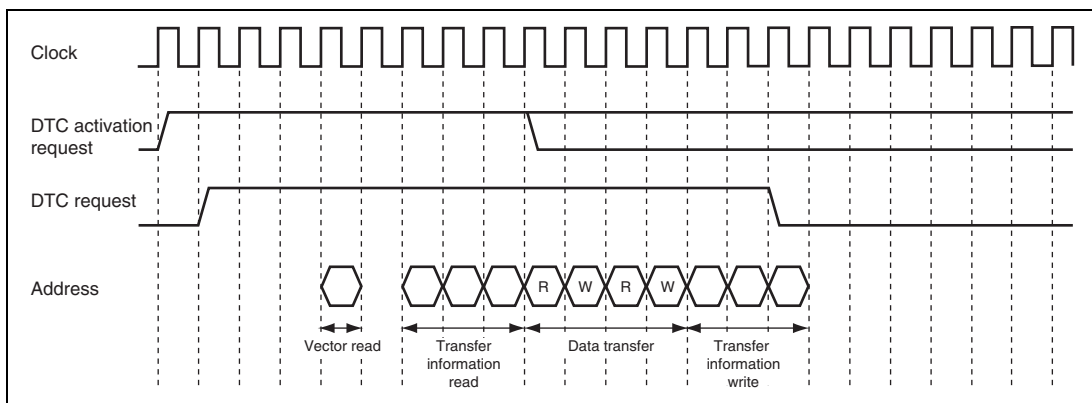 Clock
DTC activation
request
DTC request
Address
R W R W
Vector read
Transfer
information
read
Data transfer
Transfer
information
write